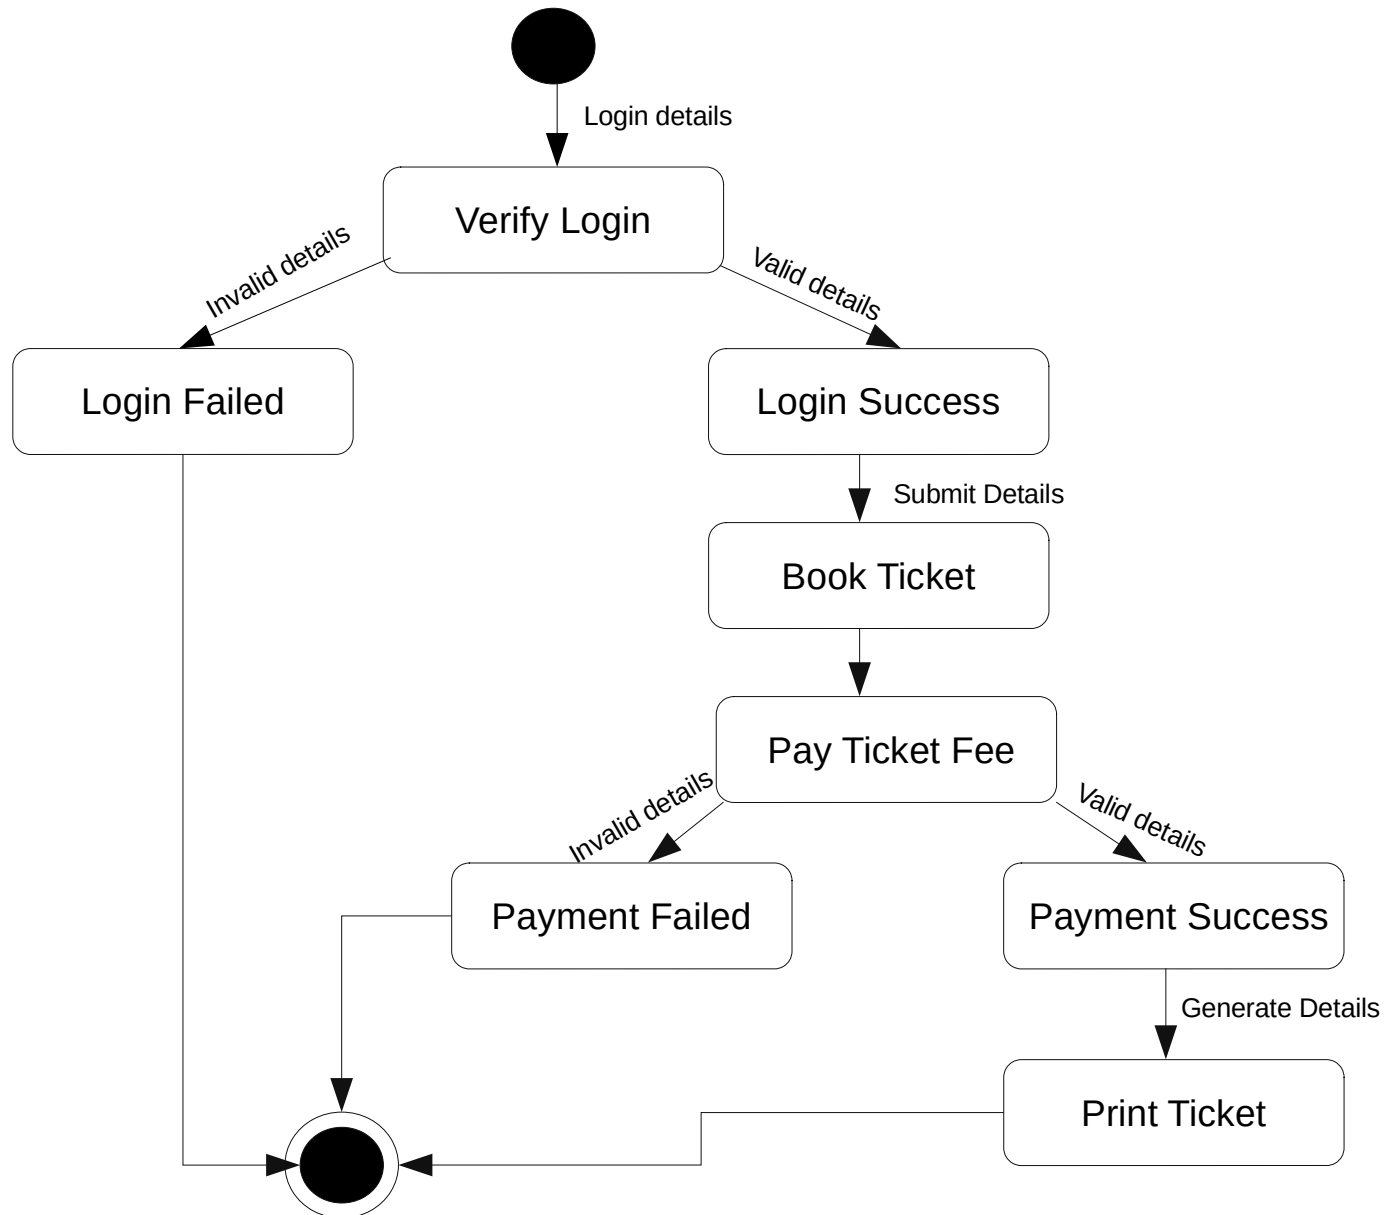 Login details
Verify Login
Invalid details
Valid details
Login Failed
Login Success
Submit Details
Book Ticket
Pay Ticket Fee
Invalid details
Valid details
Payment Failed
Payment Success
Generate Details
Print Ticket